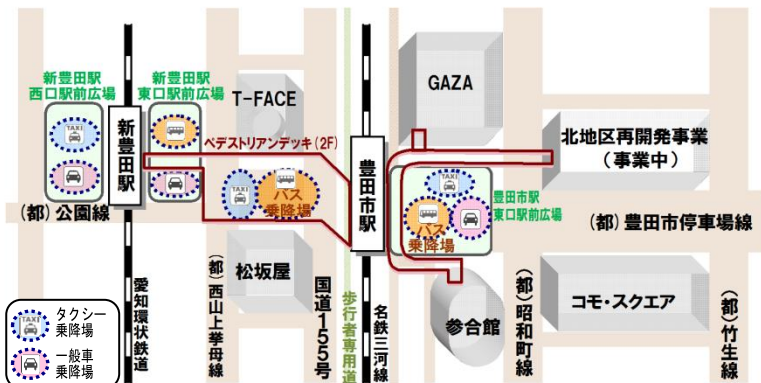 新豊田駅
西口駅前広場
新豊田駅
東口駅前広場
T-FACE
GAZA
TAXI
新豊田駅
ペデストリアンデッキ(2F)
豊田市駅
北地区再開発事業
(事業中)
TAXI
バス
乗降場
TAXI
豊田市駅
東口駅前広場
バス
乗降場
(都)公園線
(都)豊田市停車場線
松坂屋
参合館
コモ・スクエア
愛知環状鉄道
(都)西山上挙母線
国道155号
歩行者専用道
名鉄三河線
(都)昭和町線
(都)竹生線
TAXI
タクシー
乗降場
一般車
乗降場